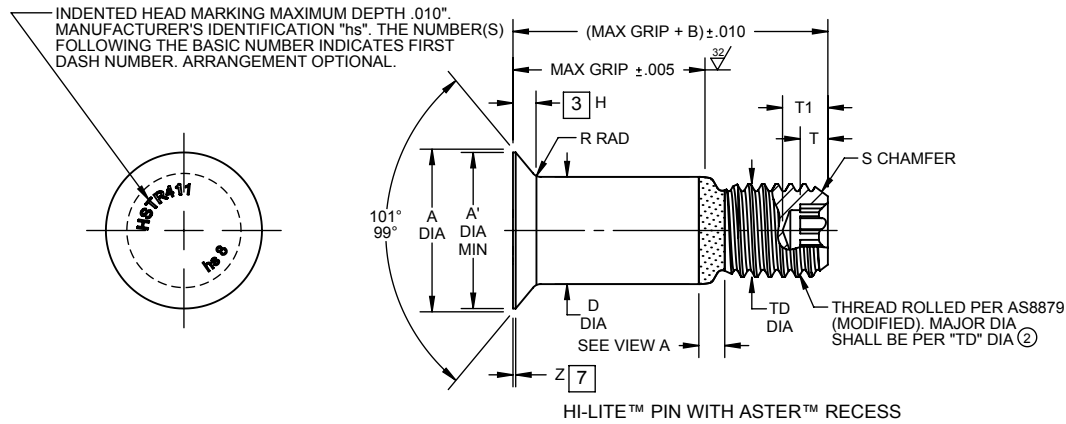 INDENTED HEAD MARKING MAXIMUM DEPTH .010".
MANUFACTURER'S IDENTIFICATION "hs". THE NUMBER(S)
FOLLOWING THE BASIC NUMBER INDICATES FIRST
DASH NUMBER. ARRANGEMENT OPTIONAL.
(MAX GRIP + B) ±.010
MAX GRIP ±.005
32
3 H
T1
T
R RAD
S CHAMFER
HSTR411
hs 8
101°
99°
A
DIA
A'
DIA
MIN
D
DIA
TD
DIA
THREAD ROLLED PER AS8879
(MODIFIED). MAJOR DIA
SHALL BE PER "TD" DIA ②
SEE VIEW A
Z 7
HI-LITE™ PIN WITH ASTER™ RECESS